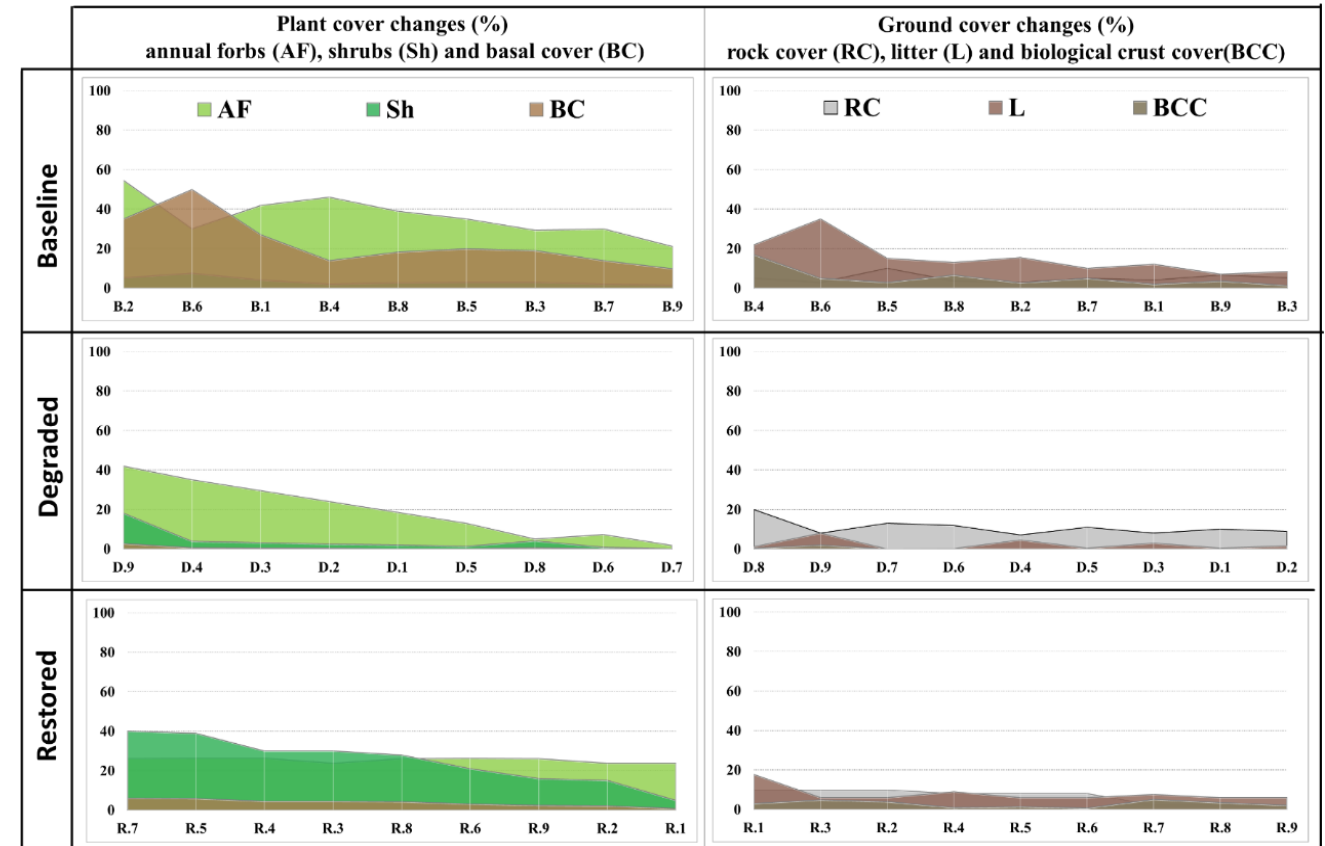 Plant cover changes (%)
annual forbs (AF), shrubs (Sh) and basal cover (BC)
Ground cover changes (%)
rock cover (RC), litter (L) and biological crust cover(BCC)
Baseline
100
80
60
40
20
0
AF Sh BC
B.2 B.6 B.1 B.4 B.8 B.5 B.3 B.7 B.9
100
80
60
40
20
0
RC L BCC
B.4 B.6 B.5 B.8 B.2 B.7 B.1 B.9 B.3
Degraded
100
80
60
40
20
0
D.9 D.4 D.3 D.2 D.1 D.5 D.8 D.6 D.7
100
80
60
40
20
0
D.8 D.9 D.7 D.6 D.4 D.5 D.3 D.1 D.2
Restored
100
80
60
40
20
0
R.7 R.5 R.4 R.3 R.8 R.6 R.9 R.2 R.1
100
80
60
40
20
0
R.1 R.3 R.2 R.4 R.5 R.6 R.7 R.8 R.9